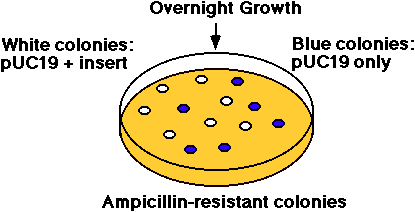 Overnight Growth
White colonies:
pUC19 + insert
Blue colonies:
pUC19 only
Ampicillin-resistant colonies